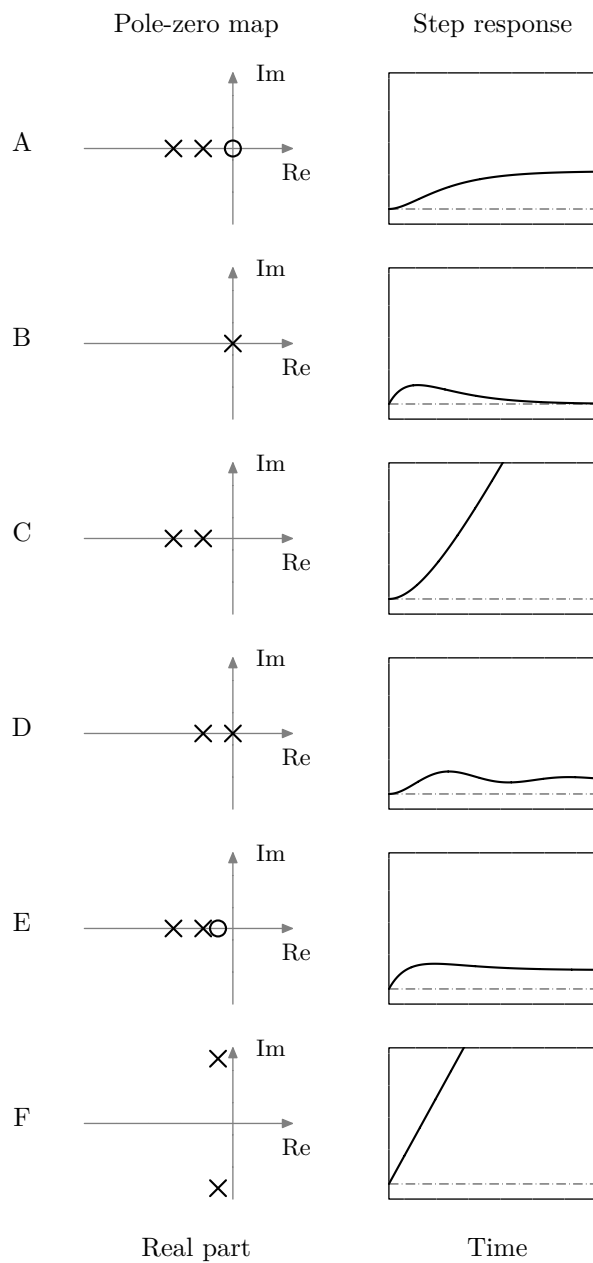 Pole-zero map Step response
Im
A
Re
Im
B
Re
Im
C
Re
Im
D
Re
Im
E
Re
Im
F
Re
Real part Time